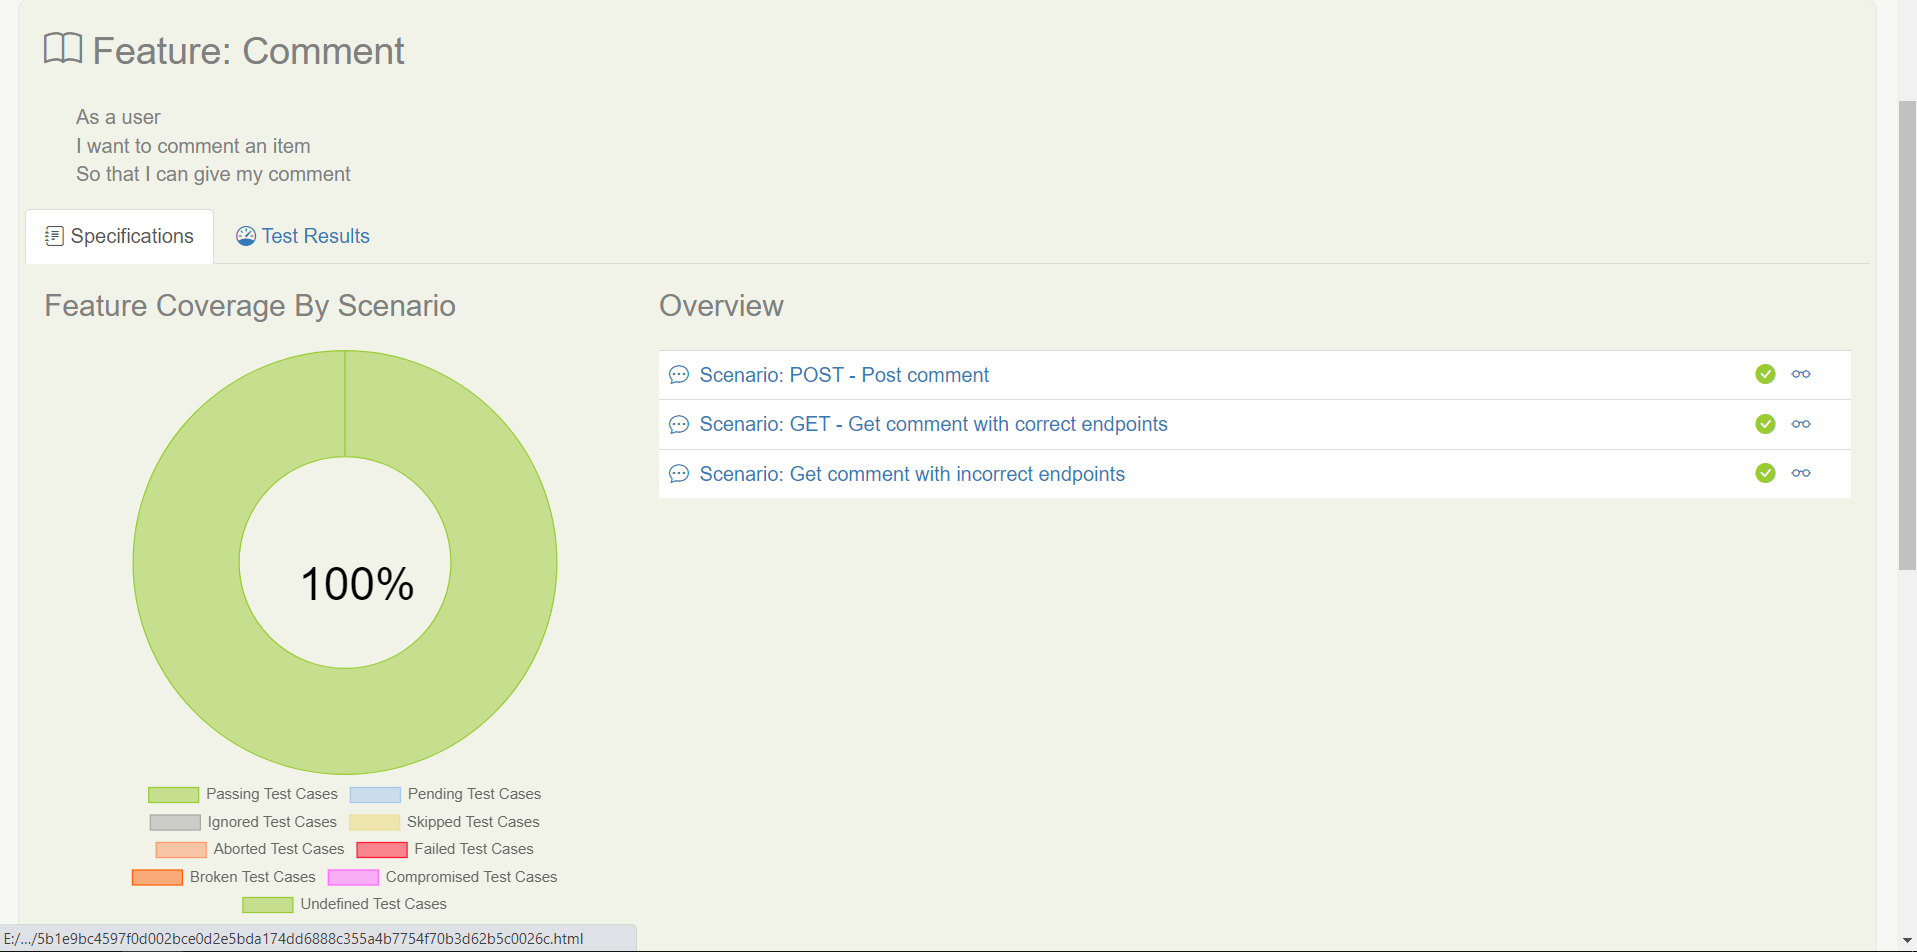 Feature: Comment
As a user
I want to comment an item
So that I can give my comment
Specifications
Test Results
Feature Coverage By Scenario
Overview
Scenario: POST - Post comment
Scenario: GET - Get comment with correct endpoints
Scenario: Get comment with incorrect endpoints
100%
Passing Test Cases Pending Test Cases
Ignored Test Cases Skipped Test Cases
Aborted Test Cases Failed Test Cases
Broken Test Cases Compromised Test Cases
Undefined Test Cases
E:/.../5b1e9bc4597f0d002bce0d2e5bda174dd6888c355a4b7754f70b3d62b5c0026c.html